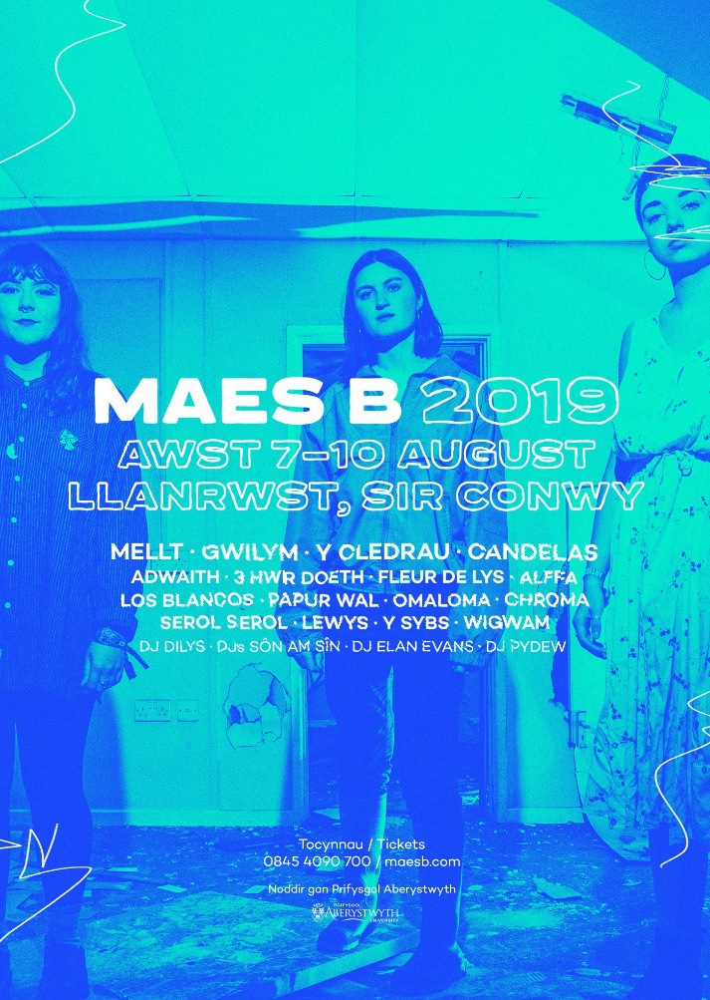 MAES B 2019
AWST 7–10 AUGUST
LLANRWST, SIR CONWY
MELLT · GWILYM · Y CLEDRAU · CANDELAS
ADWAITH · 3 HWR DOETH · FLEUR DE LYS · ALFFA
LOS BLANCOS · PAPUR WAL · OMALOMA · CHROMA
SEROL SEROL · LEWYS · Y SYBS · WIGWAM
DJ DILYS · DJs SÔN AM SÎN · DJ ELAN EVANS · DJ PYDEW
Tocynnau / Tickets
0845 4090 700 / maesb.com
Noddir gan Prifysgol Aberystwyth
PRIFYSGOL
ABERYSTWYTH
UNIVERSITY